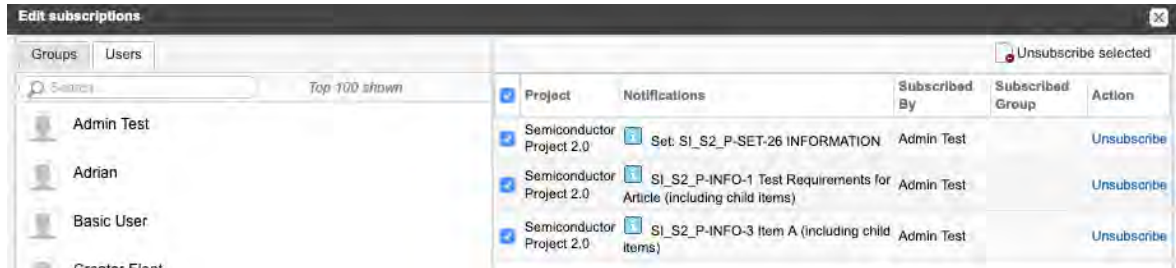 Edit subscriptions
Groups Users
Unsubscribe selected
Search... Top 100 shown
Project Notifications Subscribed By Subscribed Group Action
Admin Test
Adrian
Basic User
Semiconductor Project 2.0
Set: SI_S2_P-SET-26 INFORMATION
Admin Test
Unsubscribe
Semiconductor Project 2.0
SI_S2_P-INFO-1 Test Requirements for
Article (including child items)
Admin Test
Unsubscribe
Semiconductor Project 2.0
SI_S2_P-INFO-3 Item A (including child
items)
Admin Test
Unsubscribe